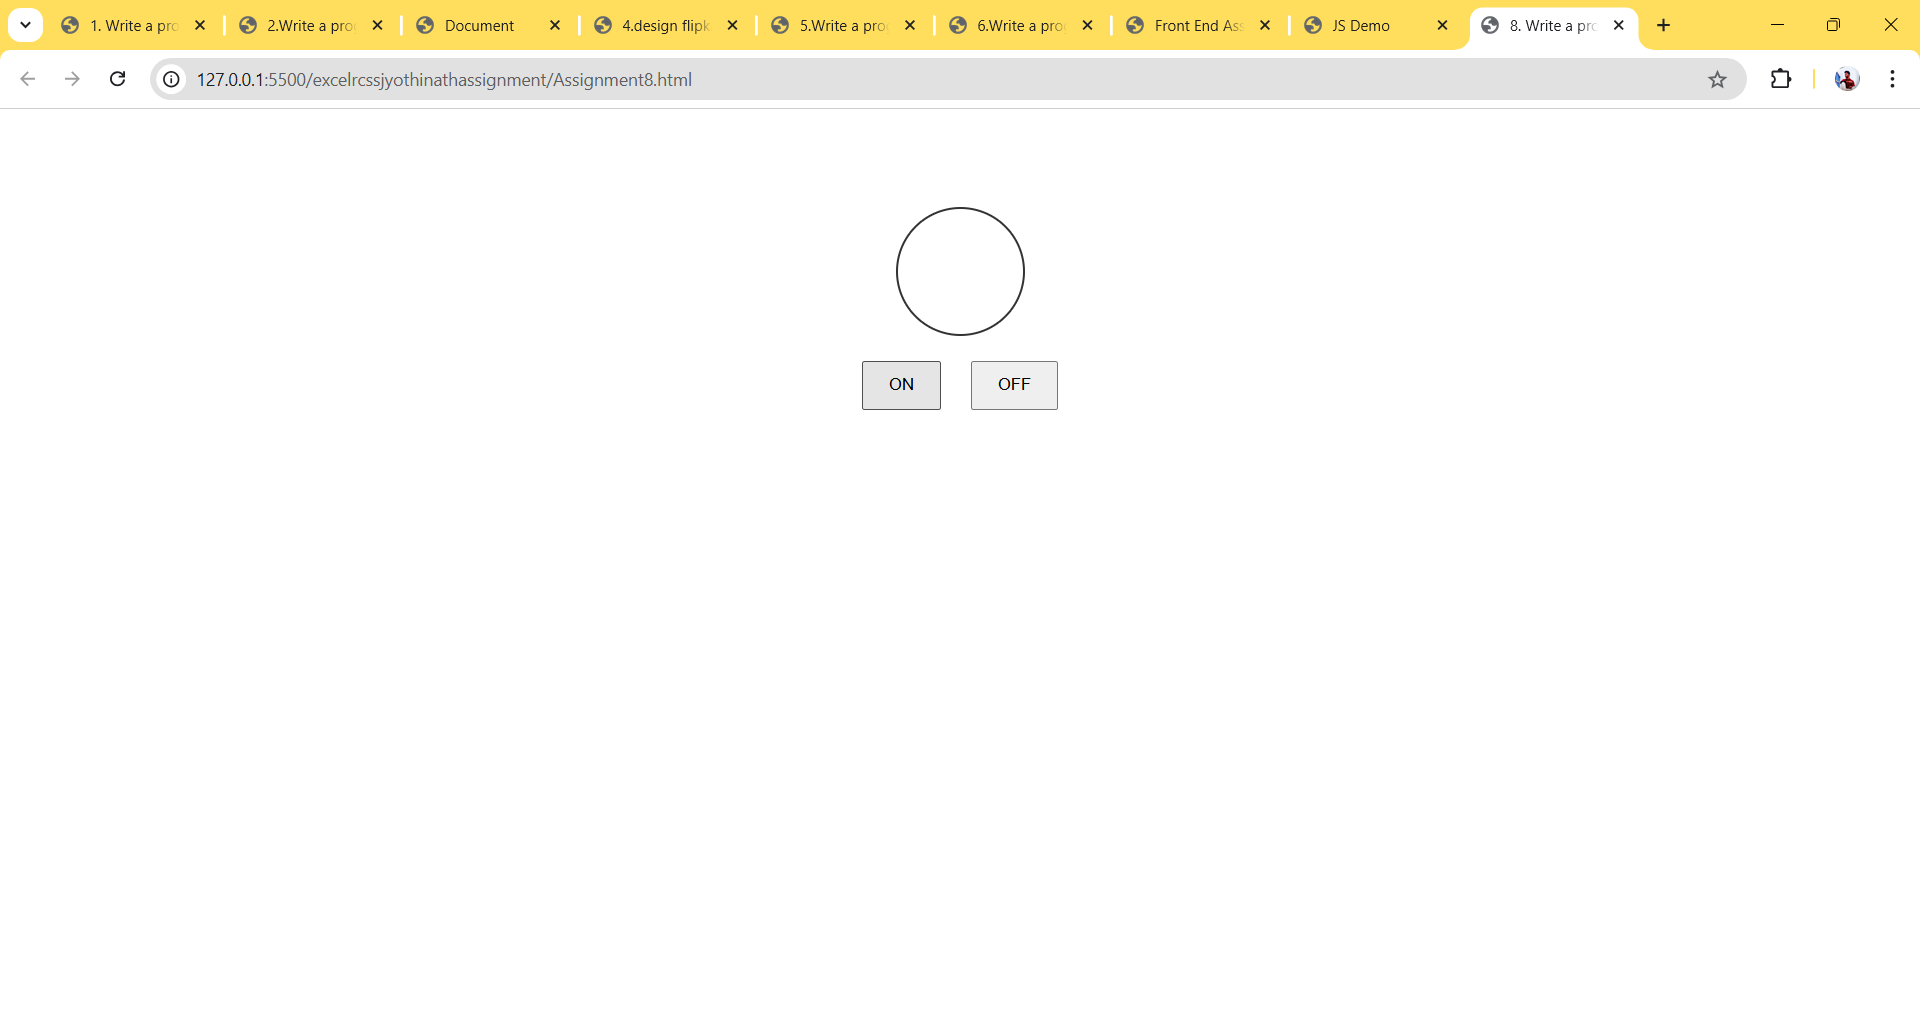 1. Write a pro
2.Write a pro
Document
4.design flipk
5.Write a pro
6.Write a pro
Front End Ass
JS Demo
8. Write a pro
127.0.0.1:5500/excelrcssjyothinathassignment/Assignment8.html
ON OFF